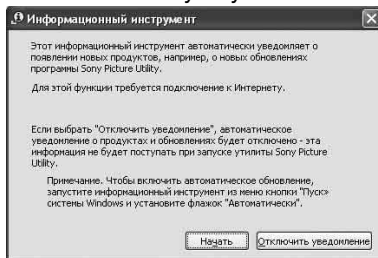 Информационный инструмент
Этот информационный инструмент автоматически уведомляет о
появлении новых продуктов, например, о новых обновлениях
программы Sony Picture Utility.
Для этой функции требуется подключение к Интернету.
Если выбрать "Отключить уведомление", автоматическое
уведомление о продуктах и обновлениях будет отключено - эта
информация не будет поступать при запуске утилиты Sony Picture
Utility.
Примечание. Чтобы включить автоматическое обновление,
запустите информационный инструмент из меню кнопки "Пуск»
системы Windows и установите флажок "Автоматически".
Начать
Отключить уведомление